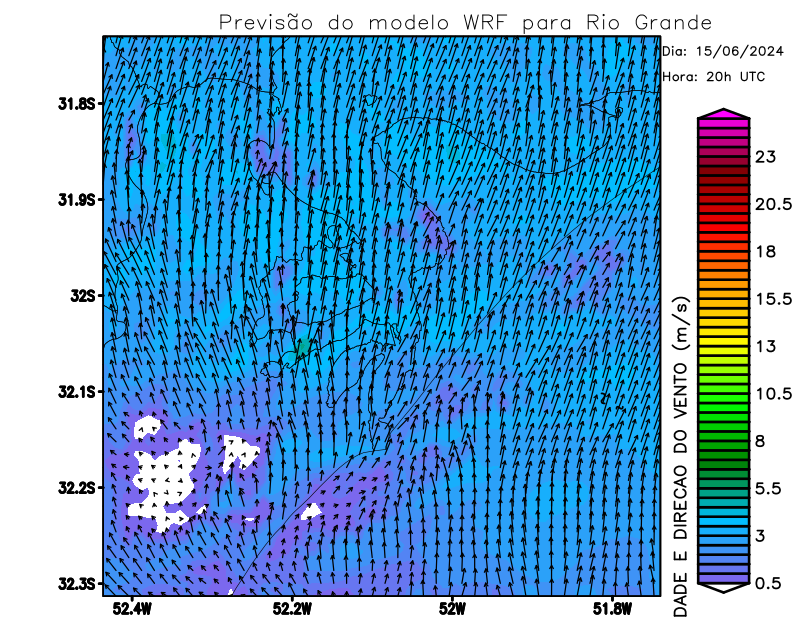 Previsão do modelo WRF para Rio Grande
Dia: 15/06/2024
Hora: 20h UTC
31.8S
31.9S
32S
32.1S
32.2S
32.3S
52.4W
52.2W
52W
51.8W
23
20.5
18
15.5
13
10.5
8
5.5
3
0.5
DADE E DIRECAO DO VENTO (m/s)